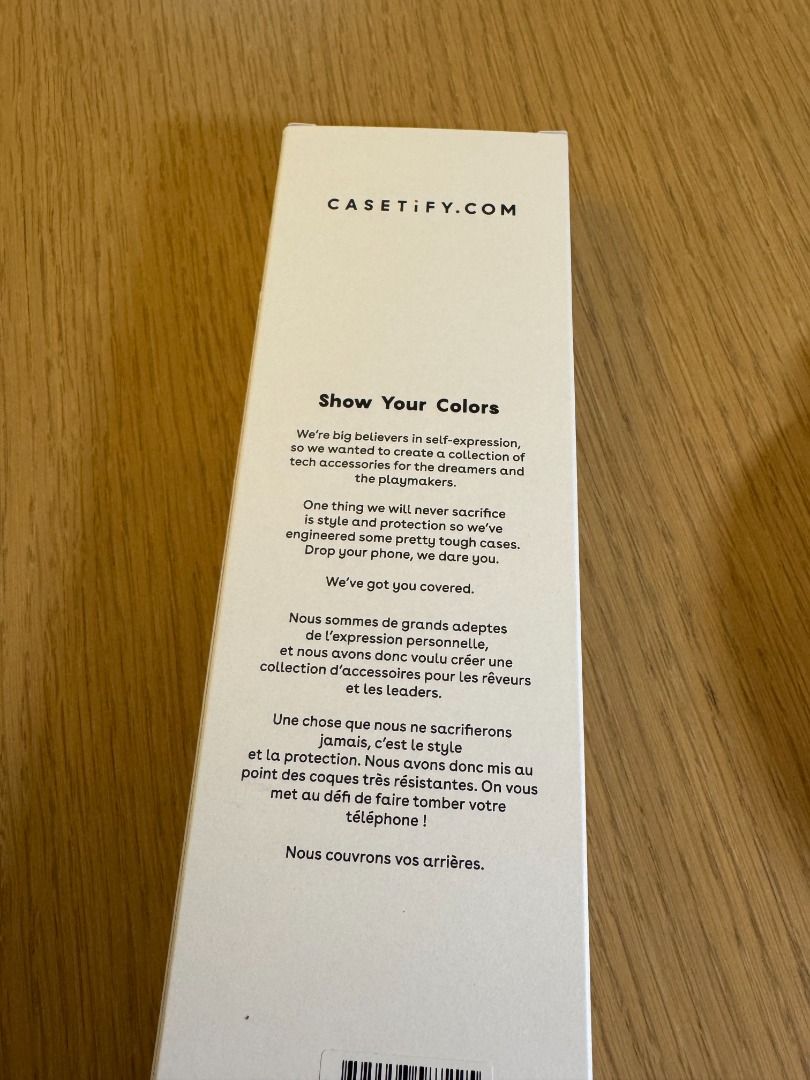 CASETiFY.COM
Show Your Colors
We're big believers in self-expression,
so we wanted to create a collection of
tech accessories for the dreamers and
the playmakers.
One thing we will never sacrifice
is style and protection so we've
engineered some pretty tough cases.
Drop your phone, we dare you.
We've got you covered.
Nous sommes de grands adeptes
de l'expression personnelle,
et nous avons donc voulu créer une
collection d'accessoires pour les rêveurs
et les leaders.
Une chose que nous ne sacrifierons
jamais, c'est le style
et la protection. Nous avons donc mis au
point des coques très résistantes. On vous
met au défi de faire tomber votre
téléphone !
Nous couvrons vos arrières.